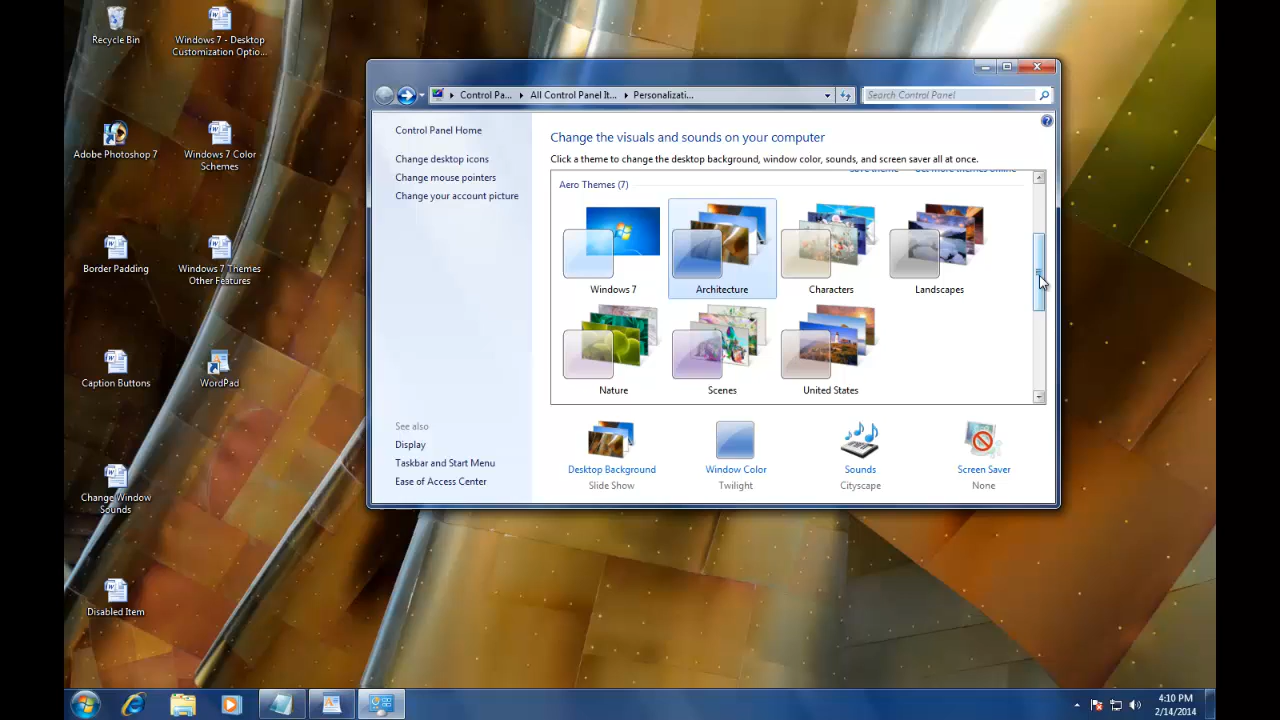 Recycle Bin
Windows 7 - Desktop
Customization Optio...
Adobe Photoshop 7
Windows 7 Color
Schemes
Border Padding
Windows 7 Themes
Other Features
Caption Buttons
WordPad
Change Window
Sounds
Disabled Item
Control Pa...
All Control Panel It...
Personalizati...
Search Control Panel
Control Panel Home
Change desktop icons
Change mouse pointers
Change your account picture
See also
Display
Taskbar and Start Menu
Ease of Access Center
Change the visuals and sounds on your computer
Click a theme to change the desktop background, window color, sounds, and screen saver all at once.
Save theme Get more themes online
Aero Themes (7)
Windows 7
Architecture
Characters
Landscapes
Nature
Scenes
United States
Desktop Background
Slide Show
Window Color
Twilight
Sounds
Cityscape
Screen Saver
None
4:10 PM
2/14/2014